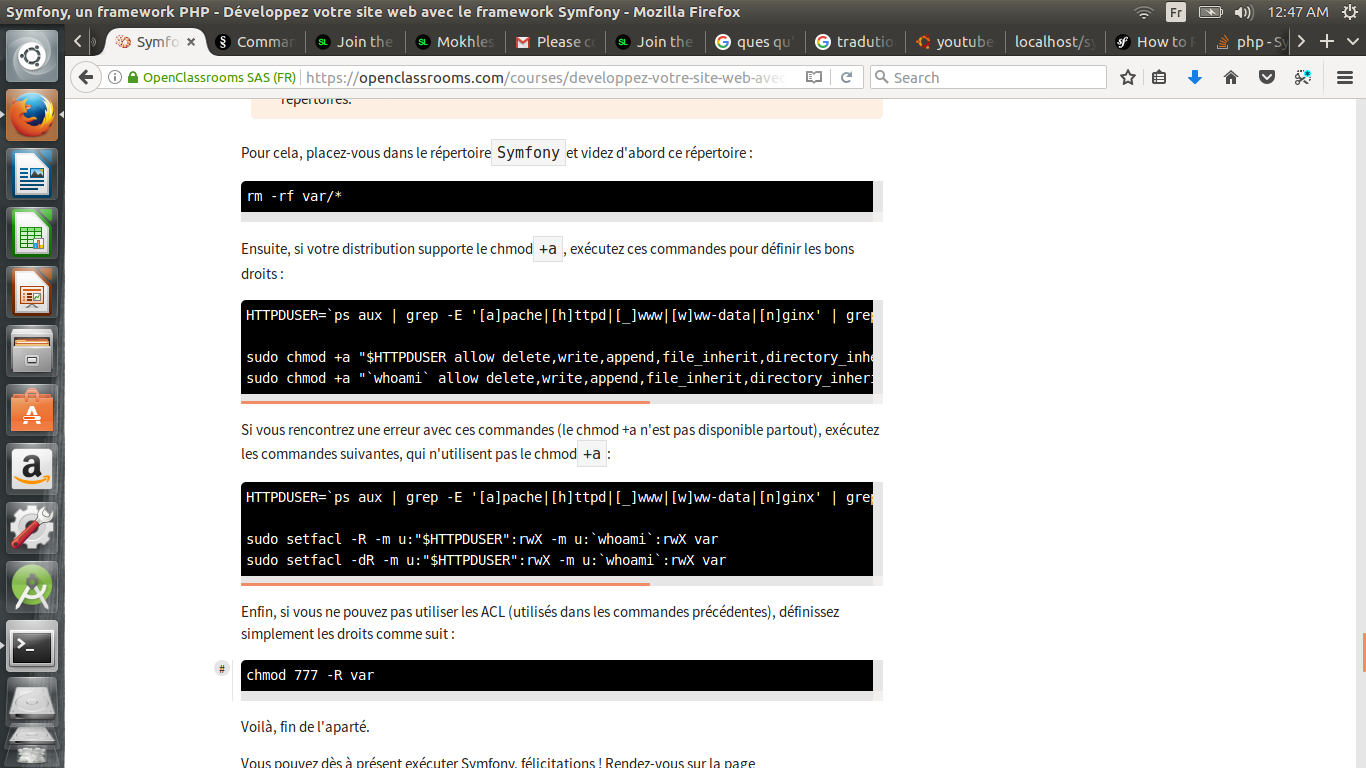 Symfony, un framework PHP - Développez votre site web avec le framework Symfony - Mozilla Firefox
Fr
12:47 AM
Symfo
Comman
Join the
Mokhles
Please c
Join the
ques qu'
tradutio
youtube
localhost/sy
How to
php - Sy
OpenClassrooms SAS (FR)
https://openclassrooms.com/courses/developpez-votre-site-web-avec
Search
répertoires.
Pour cela, placez-vous dans le répertoire Symfony et videz d'abord ce répertoire :
rm -rf var/*
Ensuite, si votre distribution supporte le chmod +a , exécutez ces commandes pour définir les bons
droits :
HTTPDUSER=`ps aux | grep -E '[a]pache|[h]ttpd|[_]www|[w]ww-data|[n]ginx' | grep
sudo chmod +a "$HTTPDUSER allow delete,write,append,file_inherit,directory_inhe
sudo chmod +a "`whoami` allow delete,write,append,file_inherit,directory_inheri
Si vous rencontrez une erreur avec ces commandes (le chmod +a n'est pas disponible partout), exécutez
les commandes suivantes, qui n'utilisent pas le chmod +a :
HTTPDUSER=`ps aux | grep -E '[a]pache|[h]ttpd|[_]www|[w]ww-data|[n]ginx' | grep
sudo setfacl -R -m u:"$HTTPDUSER":rwX -m u:`whoami`:rwX var
sudo setfacl -dR -m u:"$HTTPDUSER":rwX -m u:`whoami`:rwX var
Enfin, si vous ne pouvez pas utiliser les ACL (utilisés dans les commandes précédentes), définissez
simplement les droits comme suit :
#
chmod 777 -R var
Voilà, fin de l'aparté.
Vous pouvez dès à présent exécuter Symfony, félicitations ! Rendez-vous sur la page